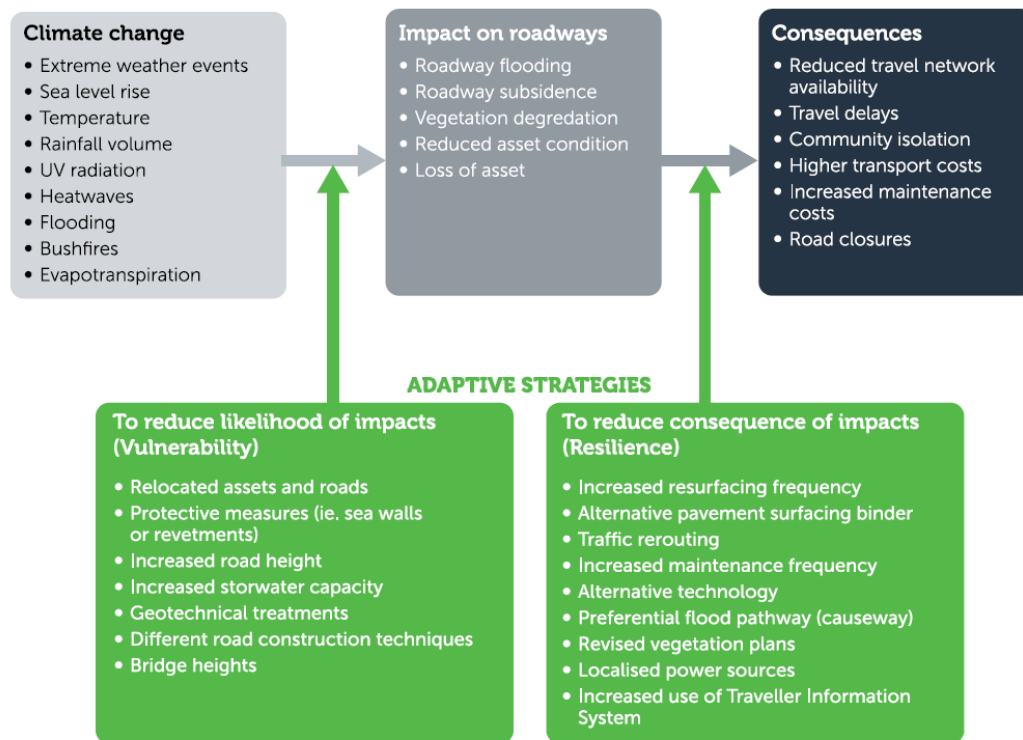 Climate change
• Extreme weather events
• Sea level rise
• Temperature
• Rainfall volume
• UV radiation
• Heatwaves
• Flooding
• Bushfires
• Evapotranspiration
Impact on roadways
• Roadway flooding
• Roadway subsidence
• Vegetation degredation
• Reduced asset condition
• Loss of asset
Consequences
• Reduced travel network
availability
• Travel delays
• Community isolation
• Higher transport costs
• Increased maintenance
costs
• Road closures
ADAPTIVE STRATEGIES
To reduce likelihood of impacts
(Vulnerability)
• Relocated assets and roads
• Protective measures (ie. sea walls
or revetments)
• Increased road height
• Increased storwater capacity
• Geotechnical treatments
• Different road construction techniques
• Bridge heights
To reduce consequence of impacts
(Resilience)
• Increased resurfacing frequency
• Alternative pavement surfacing binder
• Traffic rerouting
• Increased maintenance frequency
• Alternative technology
• Preferential flood pathway (causeway)
• Revised vegetation plans
• Localised power sources
• Increased use of Traveller Information
System